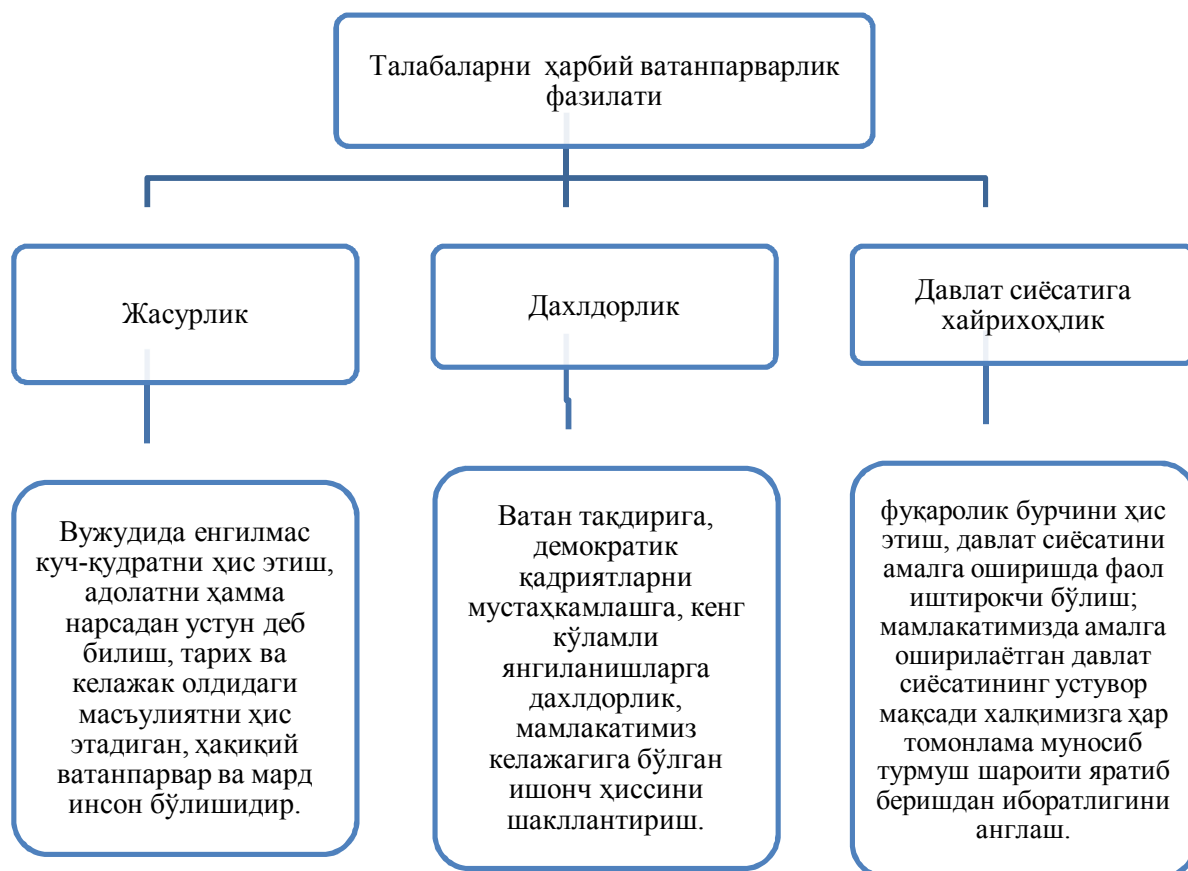 Талабаларни ҳарбий ватанпарварлик
фазилати
Жасурлик
Дахлдорлик
Давлат сиёсатига
хайрихоҳлик
Вужудида енгилмас
куч-қудратни ҳис этиш,
адолатни ҳамма
нарсадан устун деб
билиш, тарих ва
келажак олдидаги
масъулиятни ҳис
этадиган, ҳақиқий
ватанпарвар ва мард
инсон бўлишидир.
Ватан тақдирига,
демократик
қадриятларни
мустаҳкамлашга, кенг
кўламли
янгиланишларга
дахлдорлик,
мамлакатимиз
келажагига бўлган
ишонч ҳиссини
шакллантириш.
фуқаролик бурчини ҳис
этиш, давлат сиёсатини
амалга оширишда фаол
иштирокчи бўлиш;
мамлакатимизда амалга
оширилаётган давлат
сиёсатининг устувор
мақсади халқимизга ҳар
томонлама муносиб
турмуш шароити яратиб
беришдан иборатлигини
англаш.